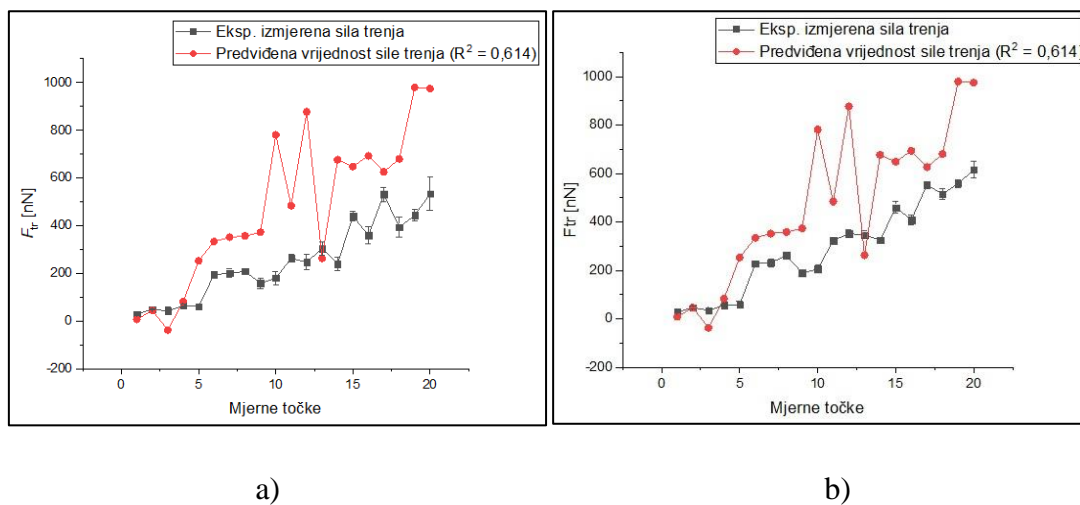 Eksp. izmjerena sila trenja
Predviđena vrijednost sile trenja (R² = 0,614)
1000
800
600
400
200
0
-200
F_tr [nN]
0
5
10
15
20
Mjerne točke
Eksp. izmjerena sila trenja
Predviđena vrijednost sile trenja (R² = 0,614)
1000
800
600
400
200
0
-200
Ftr [nN]
0
5
10
15
20
Mjerne točke
a)
b)